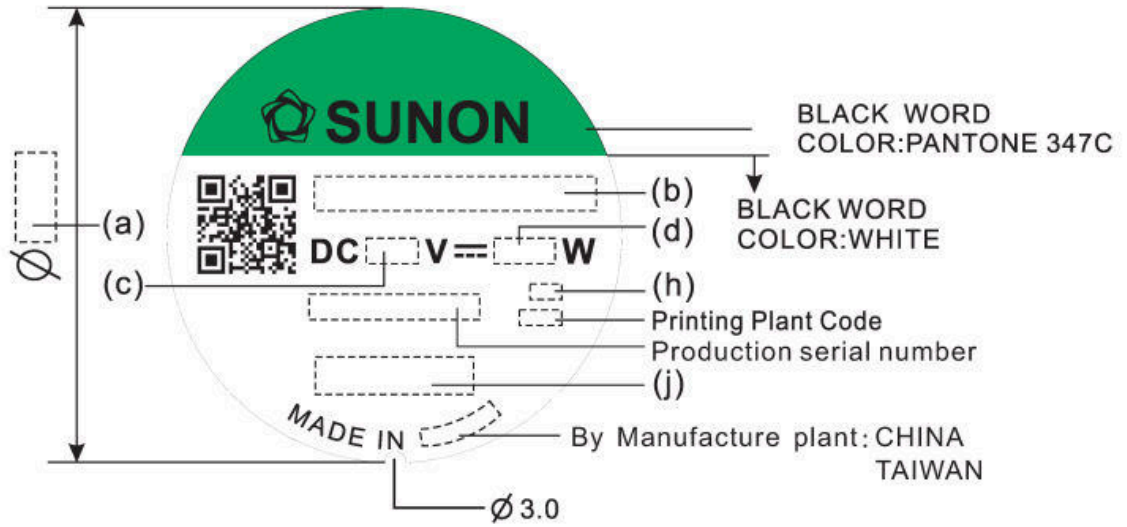 SUNON
BLACK WORD
COLOR:PANTONE 347C
(b)
BLACK WORD
COLOR:WHITE
(a)
Ø
(d)
DC V W
(c)
(h)
Printing Plant Code
Production serial number
(j)
MADE IN
By Manufacture plant: CHINA
TAIWAN
Ø 3.0